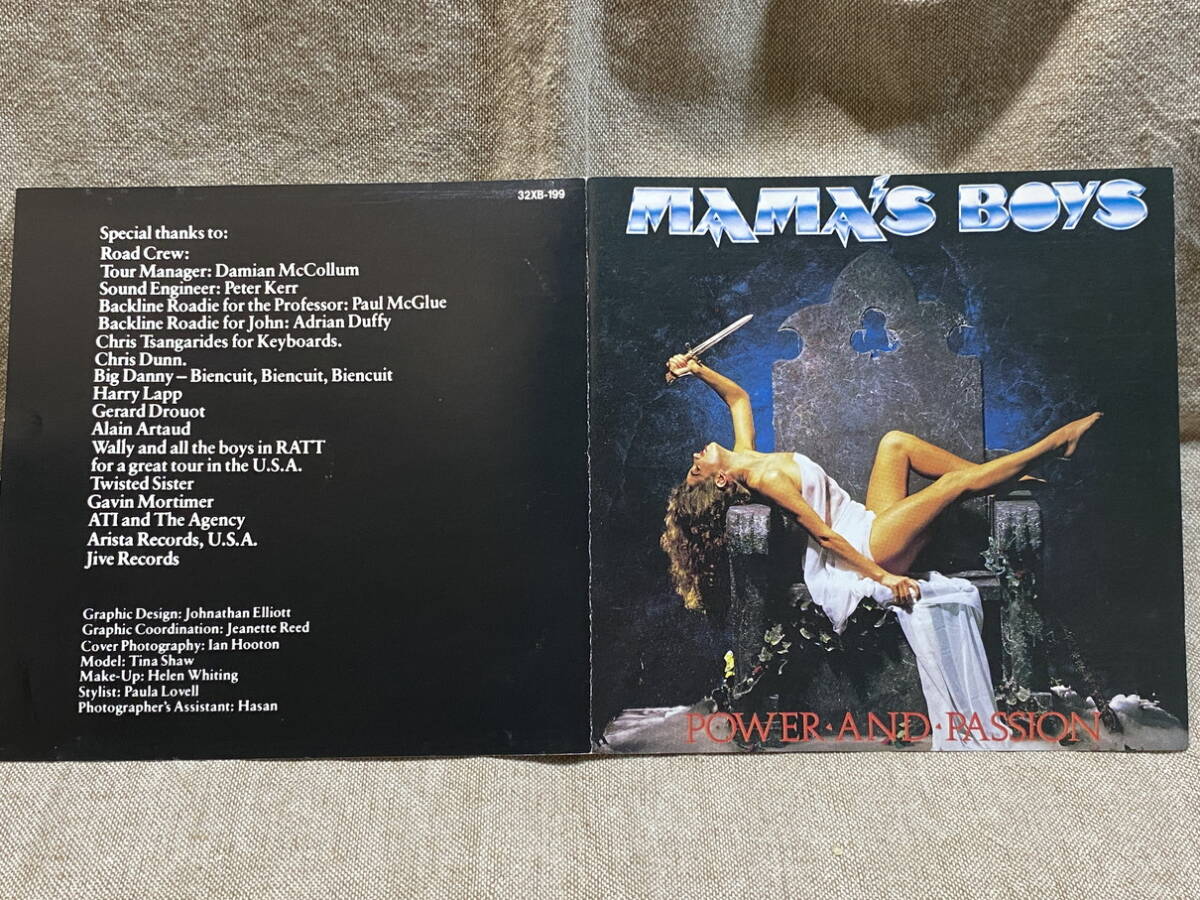 32XB-199
Special thanks to:
Road Crew:
Tour Manager: Damian McCollum
Sound Engineer: Peter Kerr
Backline Roadie for the Professor: Paul McGlue
Backline Roadie for John: Adrian Duffy
Chris Tsangarides for Keyboards.
Chris Dunn.
Big Danny – Biencuit, Biencuit, Biencuit
Harry Lapp
Gerard Drouot
Alain Artaud
Wally and all the boys in RATT
for a great tour in the U.S.A.
Twisted Sister
Gavin Mortimer
ATI and The Agency
Arista Records, U.S.A.
Jive Records
Graphic Design: Johnathan Elliott
Graphic Coordination: Jeanette Reed
Cover Photography: Ian Hooton
Model: Tina Shaw
Make-Up: Helen Whiting
Stylist: Paula Lovell
Photographer's Assistant: Hasan
MAMA'S BOYS
POWER·AND·PASSION